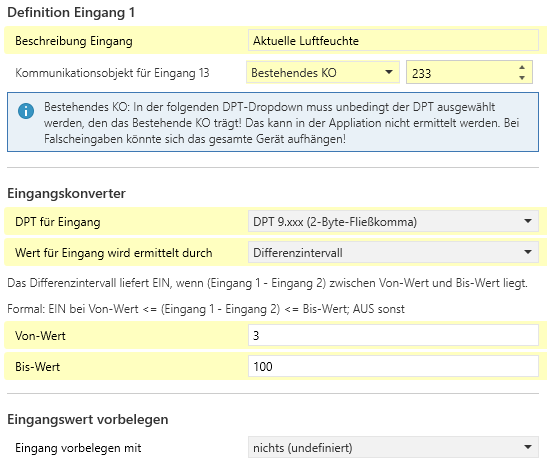 Definition Eingang 1
Beschreibung Eingang Aktuelle Luftfeuchte
Kommunikationsobjekt für Eingang 13 Bestehendes KO 233
Bestehendes KO: In der folgenden DPT-Dropdown muss unbedingt der DPT ausgewählt
werden, den das Bestehende KO trägt! Das kann in der Appliation nicht ermittelt werden. Bei
Falscheingaben könnte sich das gesamte Gerät aufhängen!
Eingangskonverter
DPT für Eingang DPT 9.xxx (2-Byte-Fließkomma)
Wert für Eingang wird ermittelt durch Differenzintervall
Das Differenzintervall liefert EIN, wenn (Eingang 1 - Eingang 2) zwischen Von-Wert und Bis-Wert liegt.
Formal: EIN bei Von-Wert <= (Eingang 1 - Eingang 2) <= Bis-Wert; AUS sonst
Von-Wert 3
Bis-Wert 100
Eingangswert vorbelegen
Eingang vorbelegen mit nichts (undefiniert)